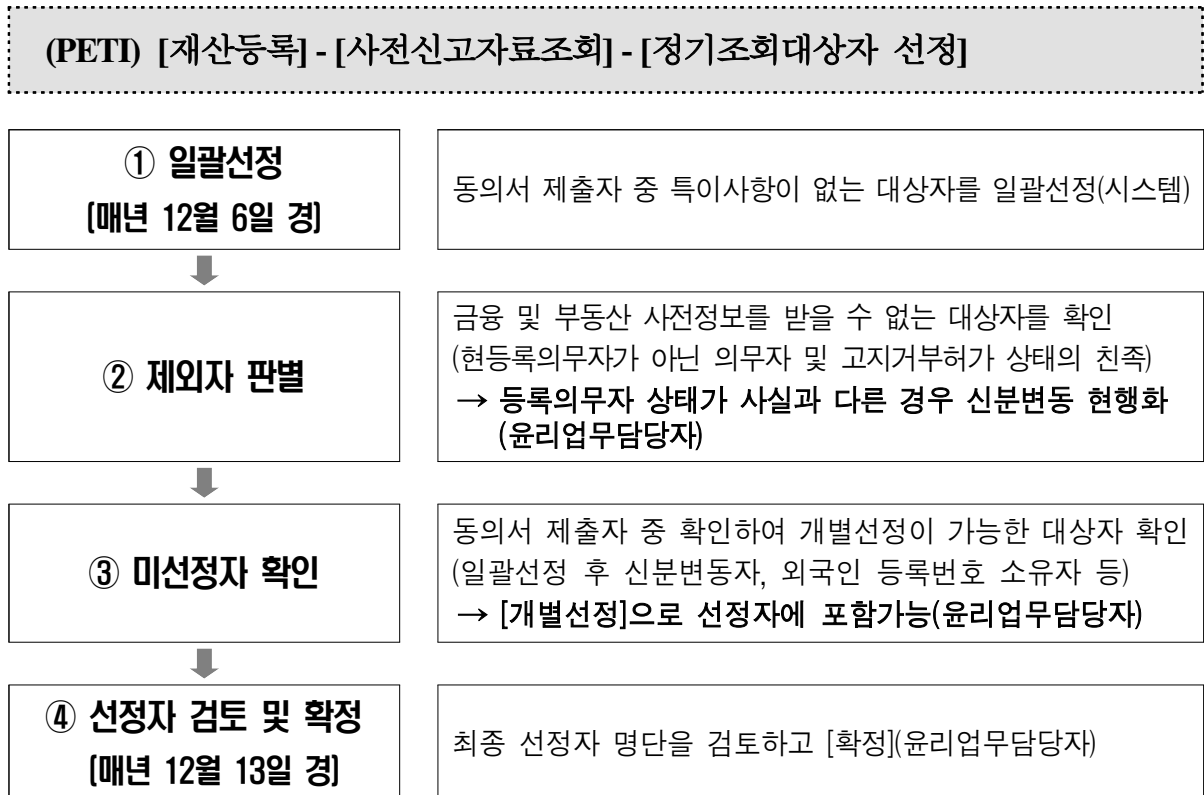 (PETI) [재산등록] - [사전신고자료조회] - [정기조회대상자 선정]
① 일괄선정
(매년 12월 6일 경)
동의서 제출자 중 특이사항이 없는 대상자를 일괄선정(시스템)
② 제외자 판별
금융 및 부동산 사전정보를 받을 수 없는 대상자를 확인
(현등록의무자가 아닌 의무자 및 고지거부허가 상태의 친족)
→ 등록의무자 상태가 사실과 다른 경우 신분변동 현행화
(윤리업무담당자)
③ 미선정자 확인
동의서 제출자 중 확인하여 개별선정이 가능한 대상자 확인
(일괄선정 후 신분변동자, 외국인 등록번호 소유자 등)
→ [개별선정]으로 선정자에 포함가능(윤리업무담당자)
④ 선정자 검토 및 확정
(매년 12월 13일 경)
최종 선정자 명단을 검토하고 [확정](윤리업무담당자)